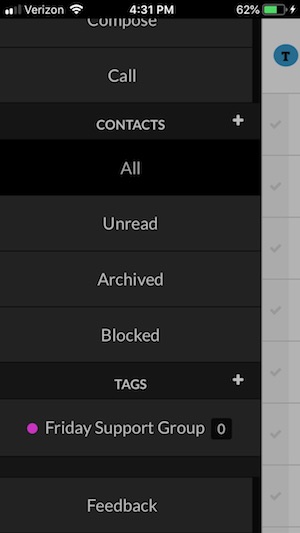 Verizon 4:31 PM 62%
Compose
Call
T
CONTACTS +
All
Unread
Archived
Blocked
TAGS +
Friday Support Group 0
Feedback